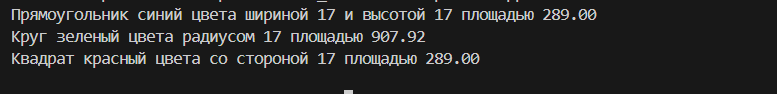 Прямоугольник синий цвета шириной 17 и высотой 17 площадью 289.00
Круг зеленый цвета радиусом 17 площадью 907.92
Квадрат красный цвета со стороной 17 площадью 289.00